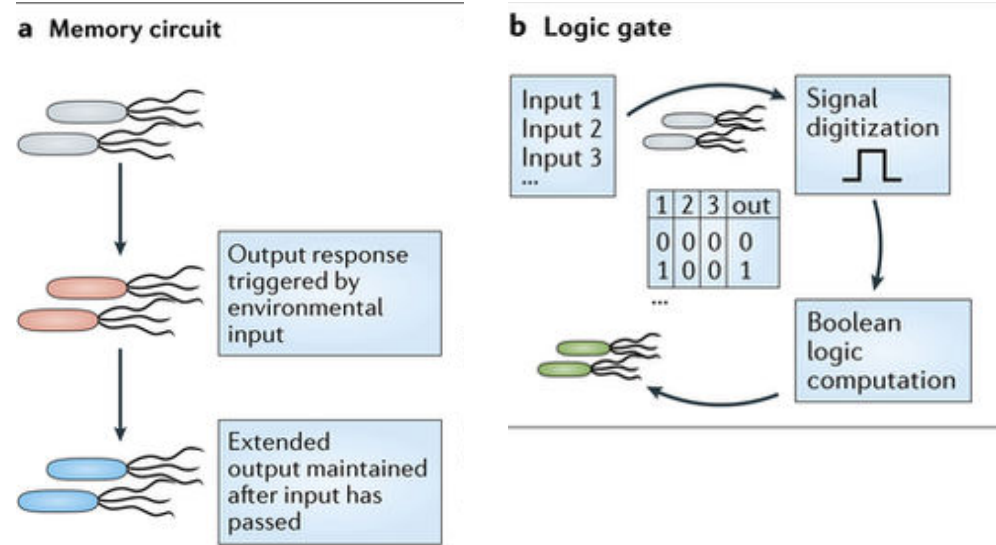 a Memory circuit
Output response
triggered by
environmental
input
Extended
output maintained
after input has
passed
b Logic gate
Input 1
Input 2
Input 3
...
Signal
digitization
1 2 3 out
0 0 0 0
1 0 0 1
...
Boolean
logic
computation